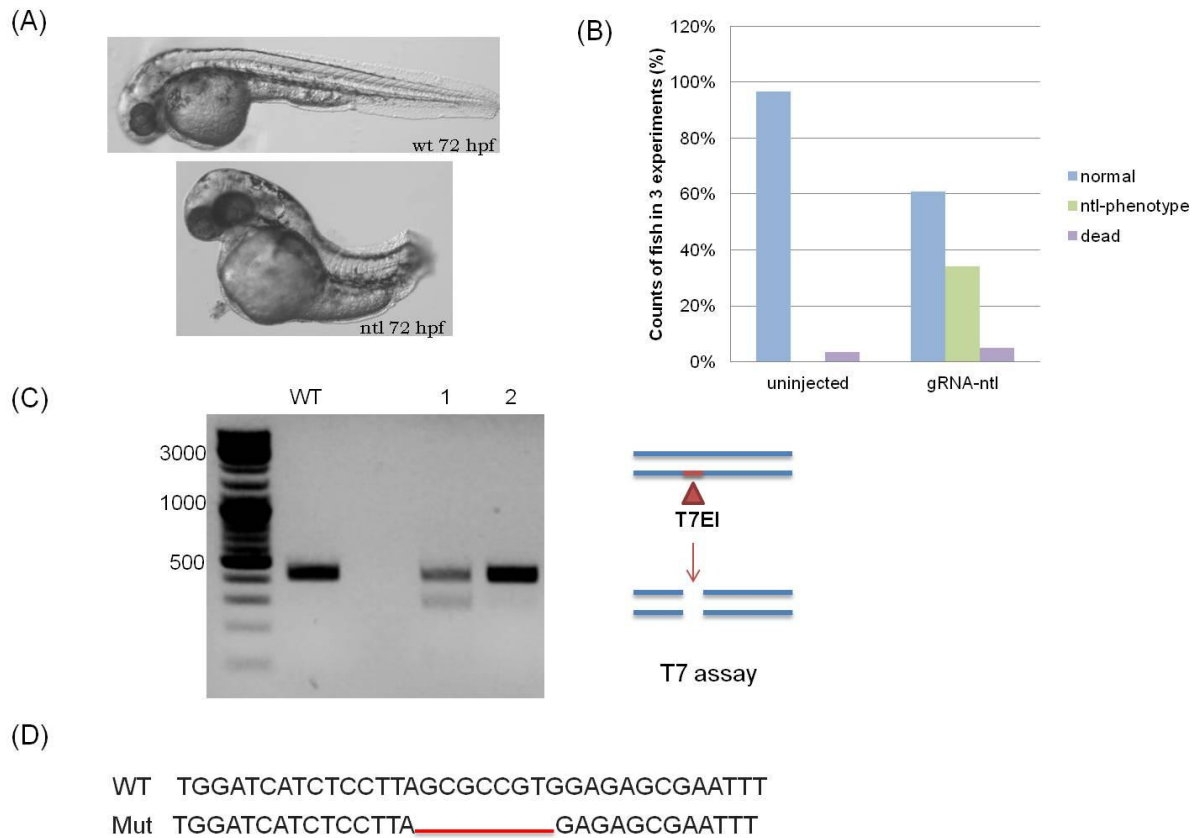 (A)
wt 72 hpf
ntl 72 hpf
(B)
Counts of fish in 3 experiments (%)
120%
100%
80%
60%
40%
20%
0%
uninjected
gRNA-ntl
normal
ntl-phenotype
dead
(C)
WT 1 2
3000
1000
500
T7EI
T7 assay
(D)
WT TGGATCATCTCCTTAGCGCCGTGGAGAGCGAATTT
Mut TGGATCATCTCCTTA GAGAGCGAATTT